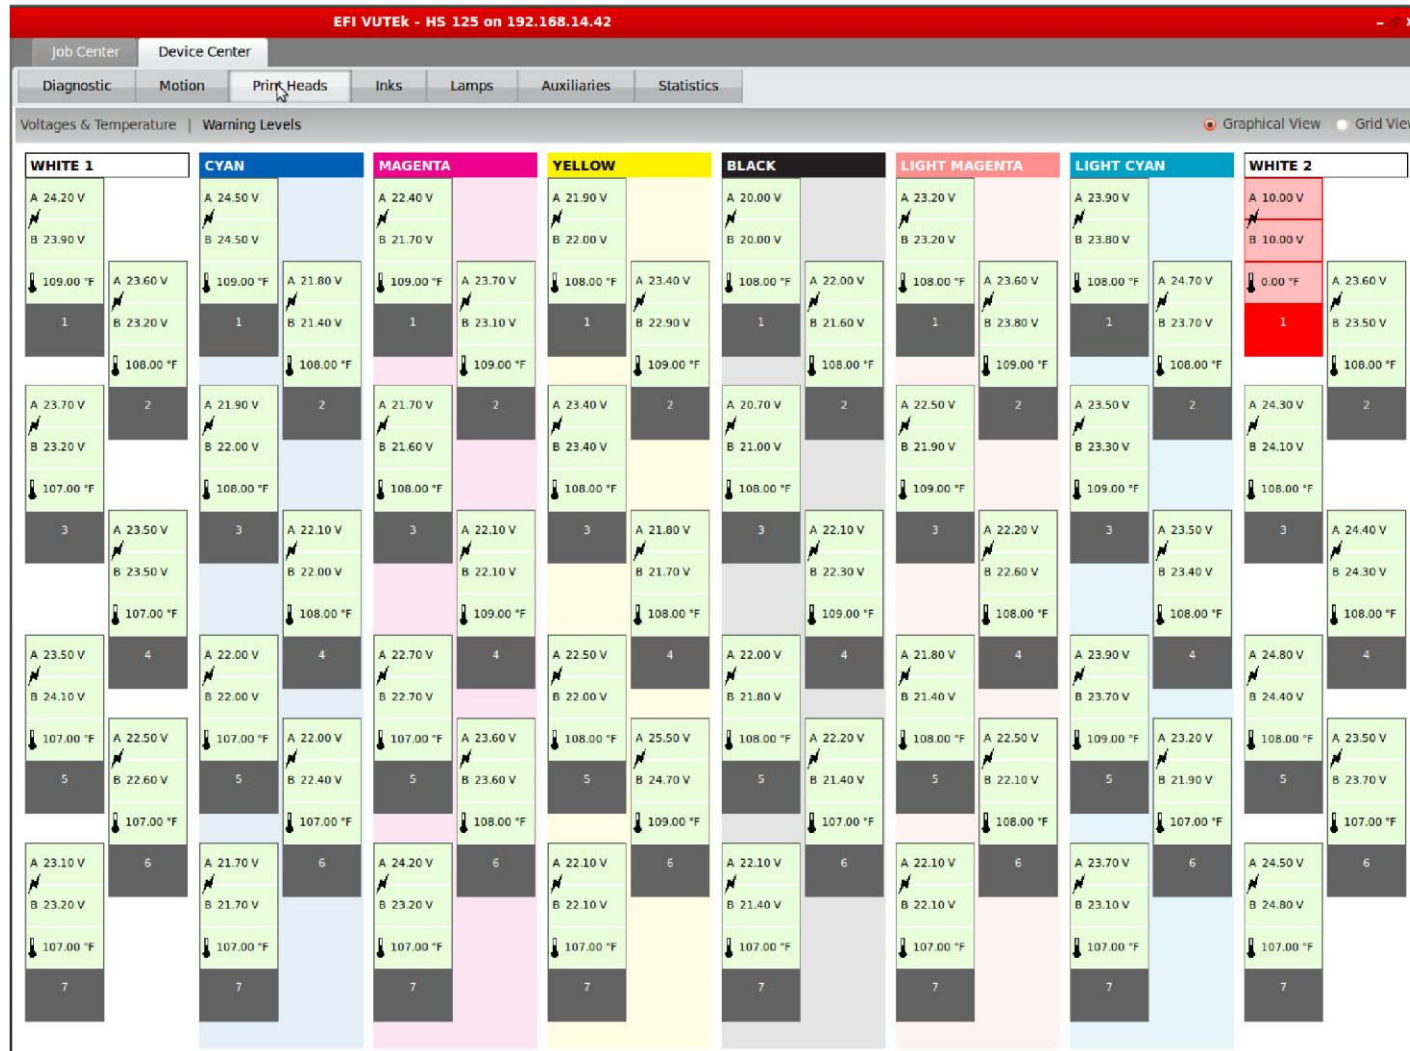 EFI VUTEk - HS 125 on 192.168.14.42
Job Center Device Center
Diagnostic Motion Print Heads Inks Lamps Auxiliaries Statistics
Voltages & Temperature | Warning Levels Graphical View Grid View
WHITE 1 CYAN MAGENTA YELLOW BLACK LIGHT MAGENTA LIGHT CYAN WHITE 2
A 24.20 V A 24.50 V A 22.40 V A 21.90 V A 20.00 V A 23.20 V A 23.90 V A 10.00 V
B 23.90 V B 24.50 V B 21.70 V B 22.00 V B 20.00 V B 23.20 V B 23.80 V B 10.00 V
109.00 °F A 23.60 V 109.00 °F A 21.80 V 109.00 °F A 23.70 V 108.00 °F A 23.40 V 108.00 °F A 22.00 V 108.00 °F A 23.60 V 108.00 °F A 24.70 V 0.00 °F A 23.60 V
1 B 23.20 V 1 B 21.40 V 1 B 23.10 V 1 B 22.90 V 1 B 21.60 V 1 B 23.80 V 1 B 23.70 V 1 B 23.50 V
108.00 °F 108.00 °F 109.00 °F 109.00 °F 108.00 °F 109.00 °F 108.00 °F 108.00 °F
A 23.70 V 2 A 21.90 V 2 A 21.70 V 2 A 23.40 V 2 A 20.70 V 2 A 22.50 V 2 A 23.50 V 2 A 24.30 V 2
B 23.20 V B 22.00 V B 21.60 V B 23.40 V B 21.00 V B 21.90 V B 23.30 V B 24.10 V
107.00 °F 108.00 °F 108.00 °F 108.00 °F 108.00 °F 109.00 °F 109.00 °F 108.00 °F
3 A 23.50 V 3 A 22.10 V 3 A 22.10 V 3 A 21.80 V 3 A 22.10 V 3 A 22.20 V 3 A 23.50 V 3 A 24.40 V
B 23.50 V B 22.00 V B 22.10 V B 21.70 V B 22.30 V B 22.60 V B 23.40 V B 24.30 V
107.00 °F 108.00 °F 109.00 °F 108.00 °F 109.00 °F 108.00 °F 108.00 °F 108.00 °F
A 23.50 V 4 A 22.00 V 4 A 22.70 V 4 A 22.50 V 4 A 22.00 V 4 A 21.80 V 4 A 23.90 V 4 A 24.80 V 4
B 24.10 V B 22.00 V B 22.70 V B 22.00 V B 21.80 V B 21.40 V B 23.70 V B 24.40 V
107.00 °F A 22.50 V 107.00 °F A 22.00 V 107.00 °F A 23.60 V 108.00 °F A 25.50 V 108.00 °F A 22.20 V 108.00 °F A 22.50 V 109.00 °F A 23.20 V 108.00 °F A 23.50 V
5 B 22.60 V 5 B 22.40 V 5 B 23.60 V 5 B 24.70 V 5 B 21.40 V 5 B 22.10 V 5 B 21.90 V 5 B 23.70 V
107.00 °F 107.00 °F 108.00 °F 109.00 °F 107.00 °F 108.00 °F 107.00 °F 107.00 °F
A 23.10 V 6 A 21.70 V 6 A 24.20 V 6 A 22.10 V 6 A 22.10 V 6 A 22.10 V 6 A 23.70 V 6 A 24.50 V 6
B 23.20 V B 21.70 V B 23.20 V B 22.10 V B 21.40 V B 22.10 V B 23.10 V B 24.80 V
107.00 °F 107.00 °F 107.00 °F 107.00 °F 107.00 °F 107.00 °F 107.00 °F 107.00 °F
7 7 7 7 7 7 7 7